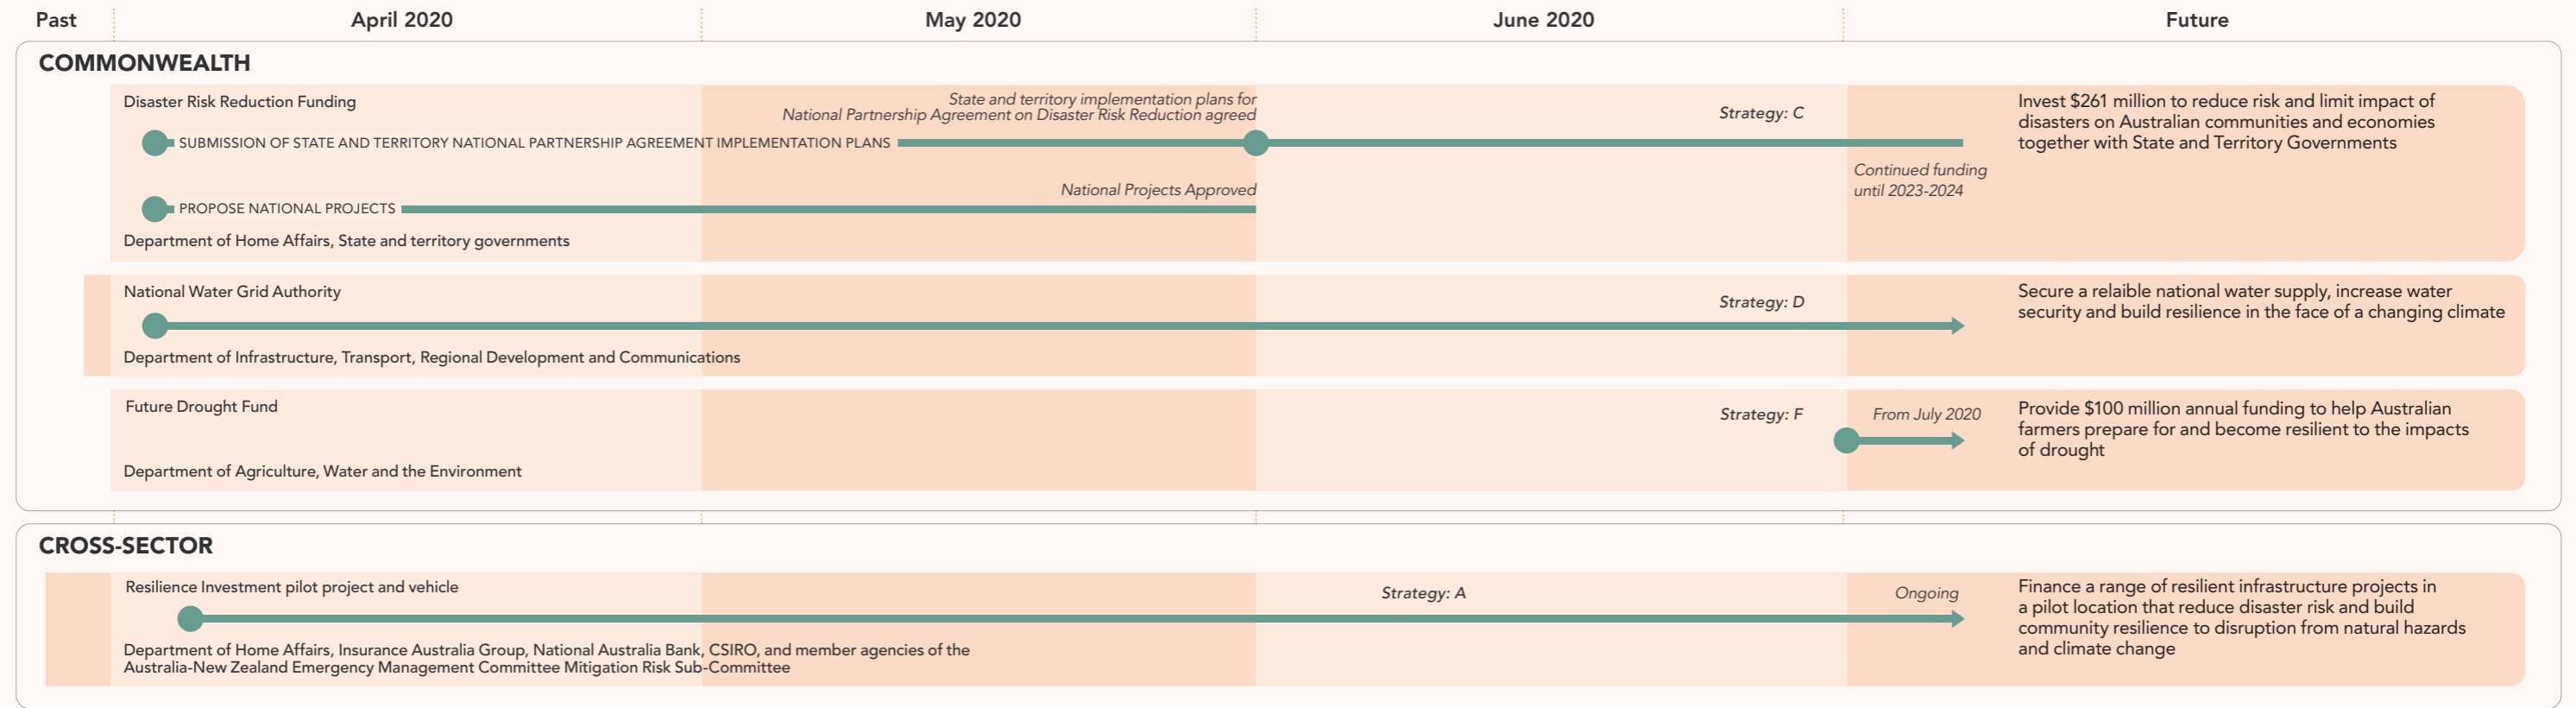 Past
April 2020
May 2020
June 2020
Future
COMMONWEALTH
Disaster Risk Reduction Funding
State and territory implementation plans for
National Partnership Agreement on Disaster Risk Reduction agreed
Strategy: C
Invest $261 million to reduce risk and limit impact of
disasters on Australian communities and economies
together with State and Territory Governments
SUBMISSION OF STATE AND TERRITORY NATIONAL PARTNERSHIP AGREEMENT IMPLEMENTATION PLANS
Continued funding
until 2023-2024
National Projects Approved
PROPOSE NATIONAL PROJECTS
Department of Home Affairs, State and territory governments
National Water Grid Authority
Strategy: D
Secure a relaible national water supply, increase water
security and build resilience in the face of a changing climate
Department of Infrastructure, Transport, Regional Development and Communications
Future Drought Fund
Strategy: F
From July 2020
Provide $100 million annual funding to help Australian
farmers prepare for and become resilient to the impacts
of drought
Department of Agriculture, Water and the Environment
CROSS-SECTOR
Resilience Investment pilot project and vehicle
Strategy: A
Ongoing
Finance a range of resilient infrastructure projects in
a pilot location that reduce disaster risk and build
community resilience to disruption from natural hazards
and climate change
Department of Home Affairs, Insurance Australia Group, National Australia Bank, CSIRO, and member agencies of the
Australia-New Zealand Emergency Management Committee Mitigation Risk Sub-Committee